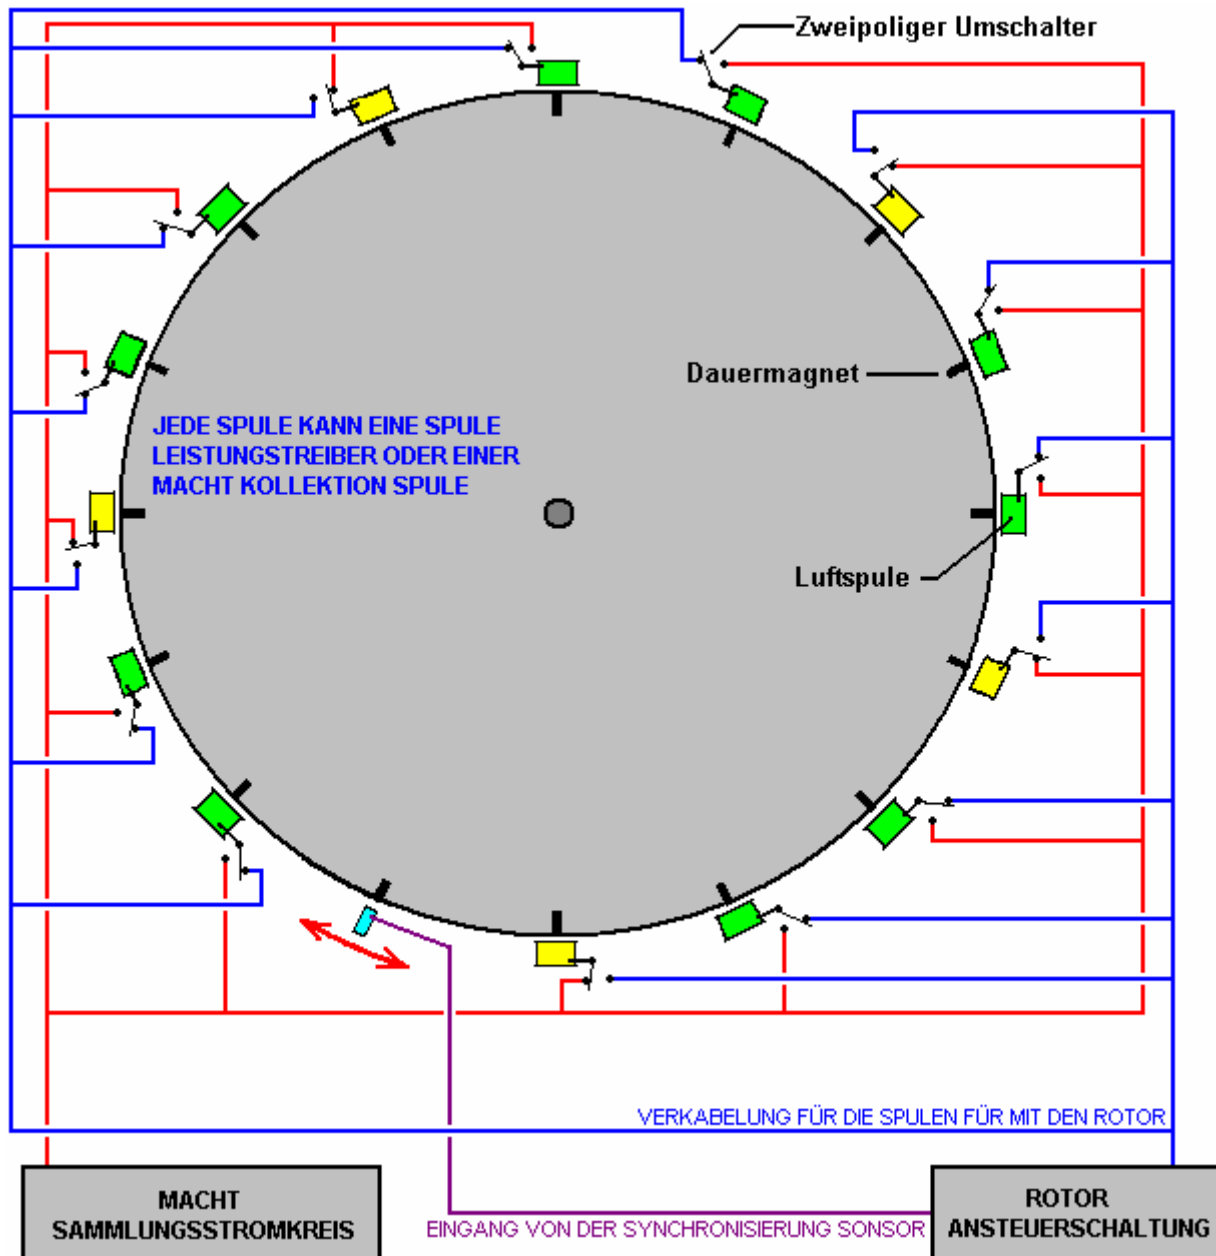 Zweipoliger Umschalter
Dauermagnet
JEDE SPULE KANN EINE SPULE
LEISTUNGSTREIBER ODER EINER
MACHT KOLLEKTION SPULE
Luftspule
VERKABELUNG FÜR DIE SPULEN FÜR MIT DEN ROTOR
MACHT
SAMMLUNGSSTROMKREIS
EINGANG VON DER SYNCHRONISIERUNG SONSOR
ROTOR
ANSTEUERSCHALTUNG